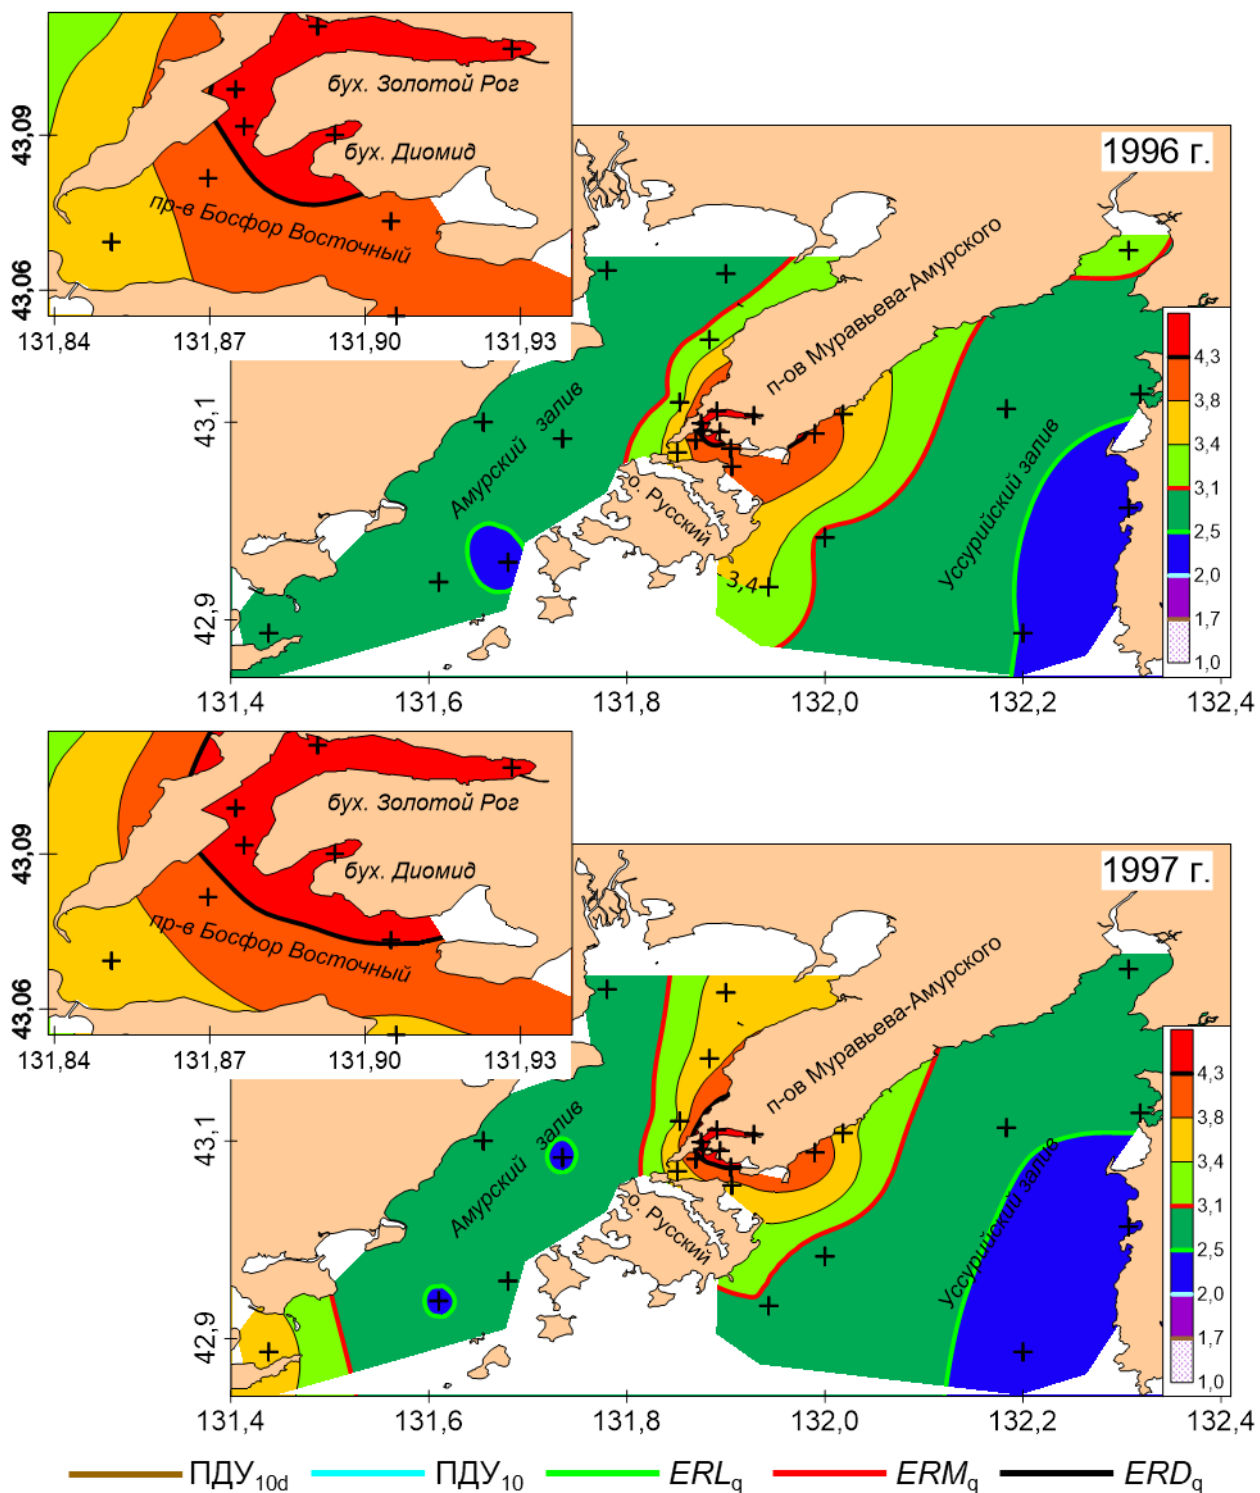 бух. Золотой Рог
бух. Диомид
пр-в Босфор Восточный
43,09
43,06
131,84 131,87 131,90 131,93
1996 г.
п-ов Муравьева-Амурского
Амурский залив
Уссурийский залив
о. Русский
3,4
43,1
42,9
4,3
3,8
3,4
3,1
2,5
2,0
1,7
1,0
131,4 131,6 131,8 132,0 132,2 132,4
бух. Золотой Рог
бух. Диомид
пр-в Босфор Восточный
43,09
43,06
131,84 131,87 131,90 131,93
1997 г.
п-ов Муравьева-Амурского
Амурский залив
Уссурийский залив
о. Русский
43,1
42,9
4,3
3,8
3,4
3,1
2,5
2,0
1,7
1,0
131,4 131,6 131,8 132,0 132,2 132,4
ПДУ10d ПДУ10 ERLq ERMq ERDq